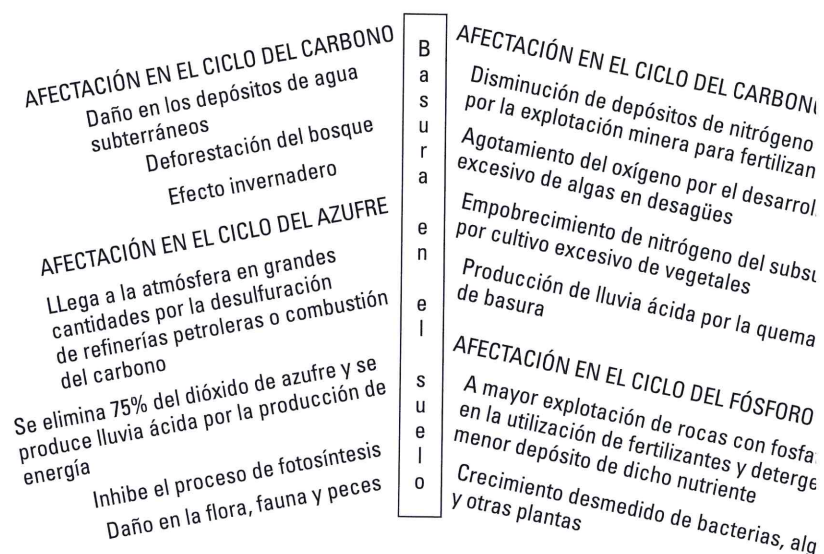 AFECTACIÓN EN EL CICLO DEL CARBONO
Daño en los depósitos de agua
subterráneos
Deforestación del bosque
Efecto invernadero
AFECTACIÓN EN EL CICLO DEL AZUFRE
LLega a la atmósfera en grandes
cantidades por la desulfuración
de refinerías petroleras o combustión
del carbono
Se elimina 75% del dióxido de azufre y se
produce lluvia ácida por la producción de
energía
Inhibe el proceso de fotosíntesis
Daño en la flora, fauna y peces
Basura en el suelo
AFECTACIÓN EN EL CICLO DEL
Disminución de depósitos de nitrógeno
por la explotación minera para
Agotamiento del oxígeno por el
excesivo de algas en desagües
Empobrecimiento de nitrógeno del
por cultivo excesivo de vegetales
Producción de lluvia ácida por la quema
de basura
AFECTACIÓN EN EL CICLO DEL FÓSFORO
A mayor explotación de rocas con
en la utilización de fertilizantes y
menor depósito de dicho nutriente
Crecimiento desmedido de bacterias,
y otras plantas